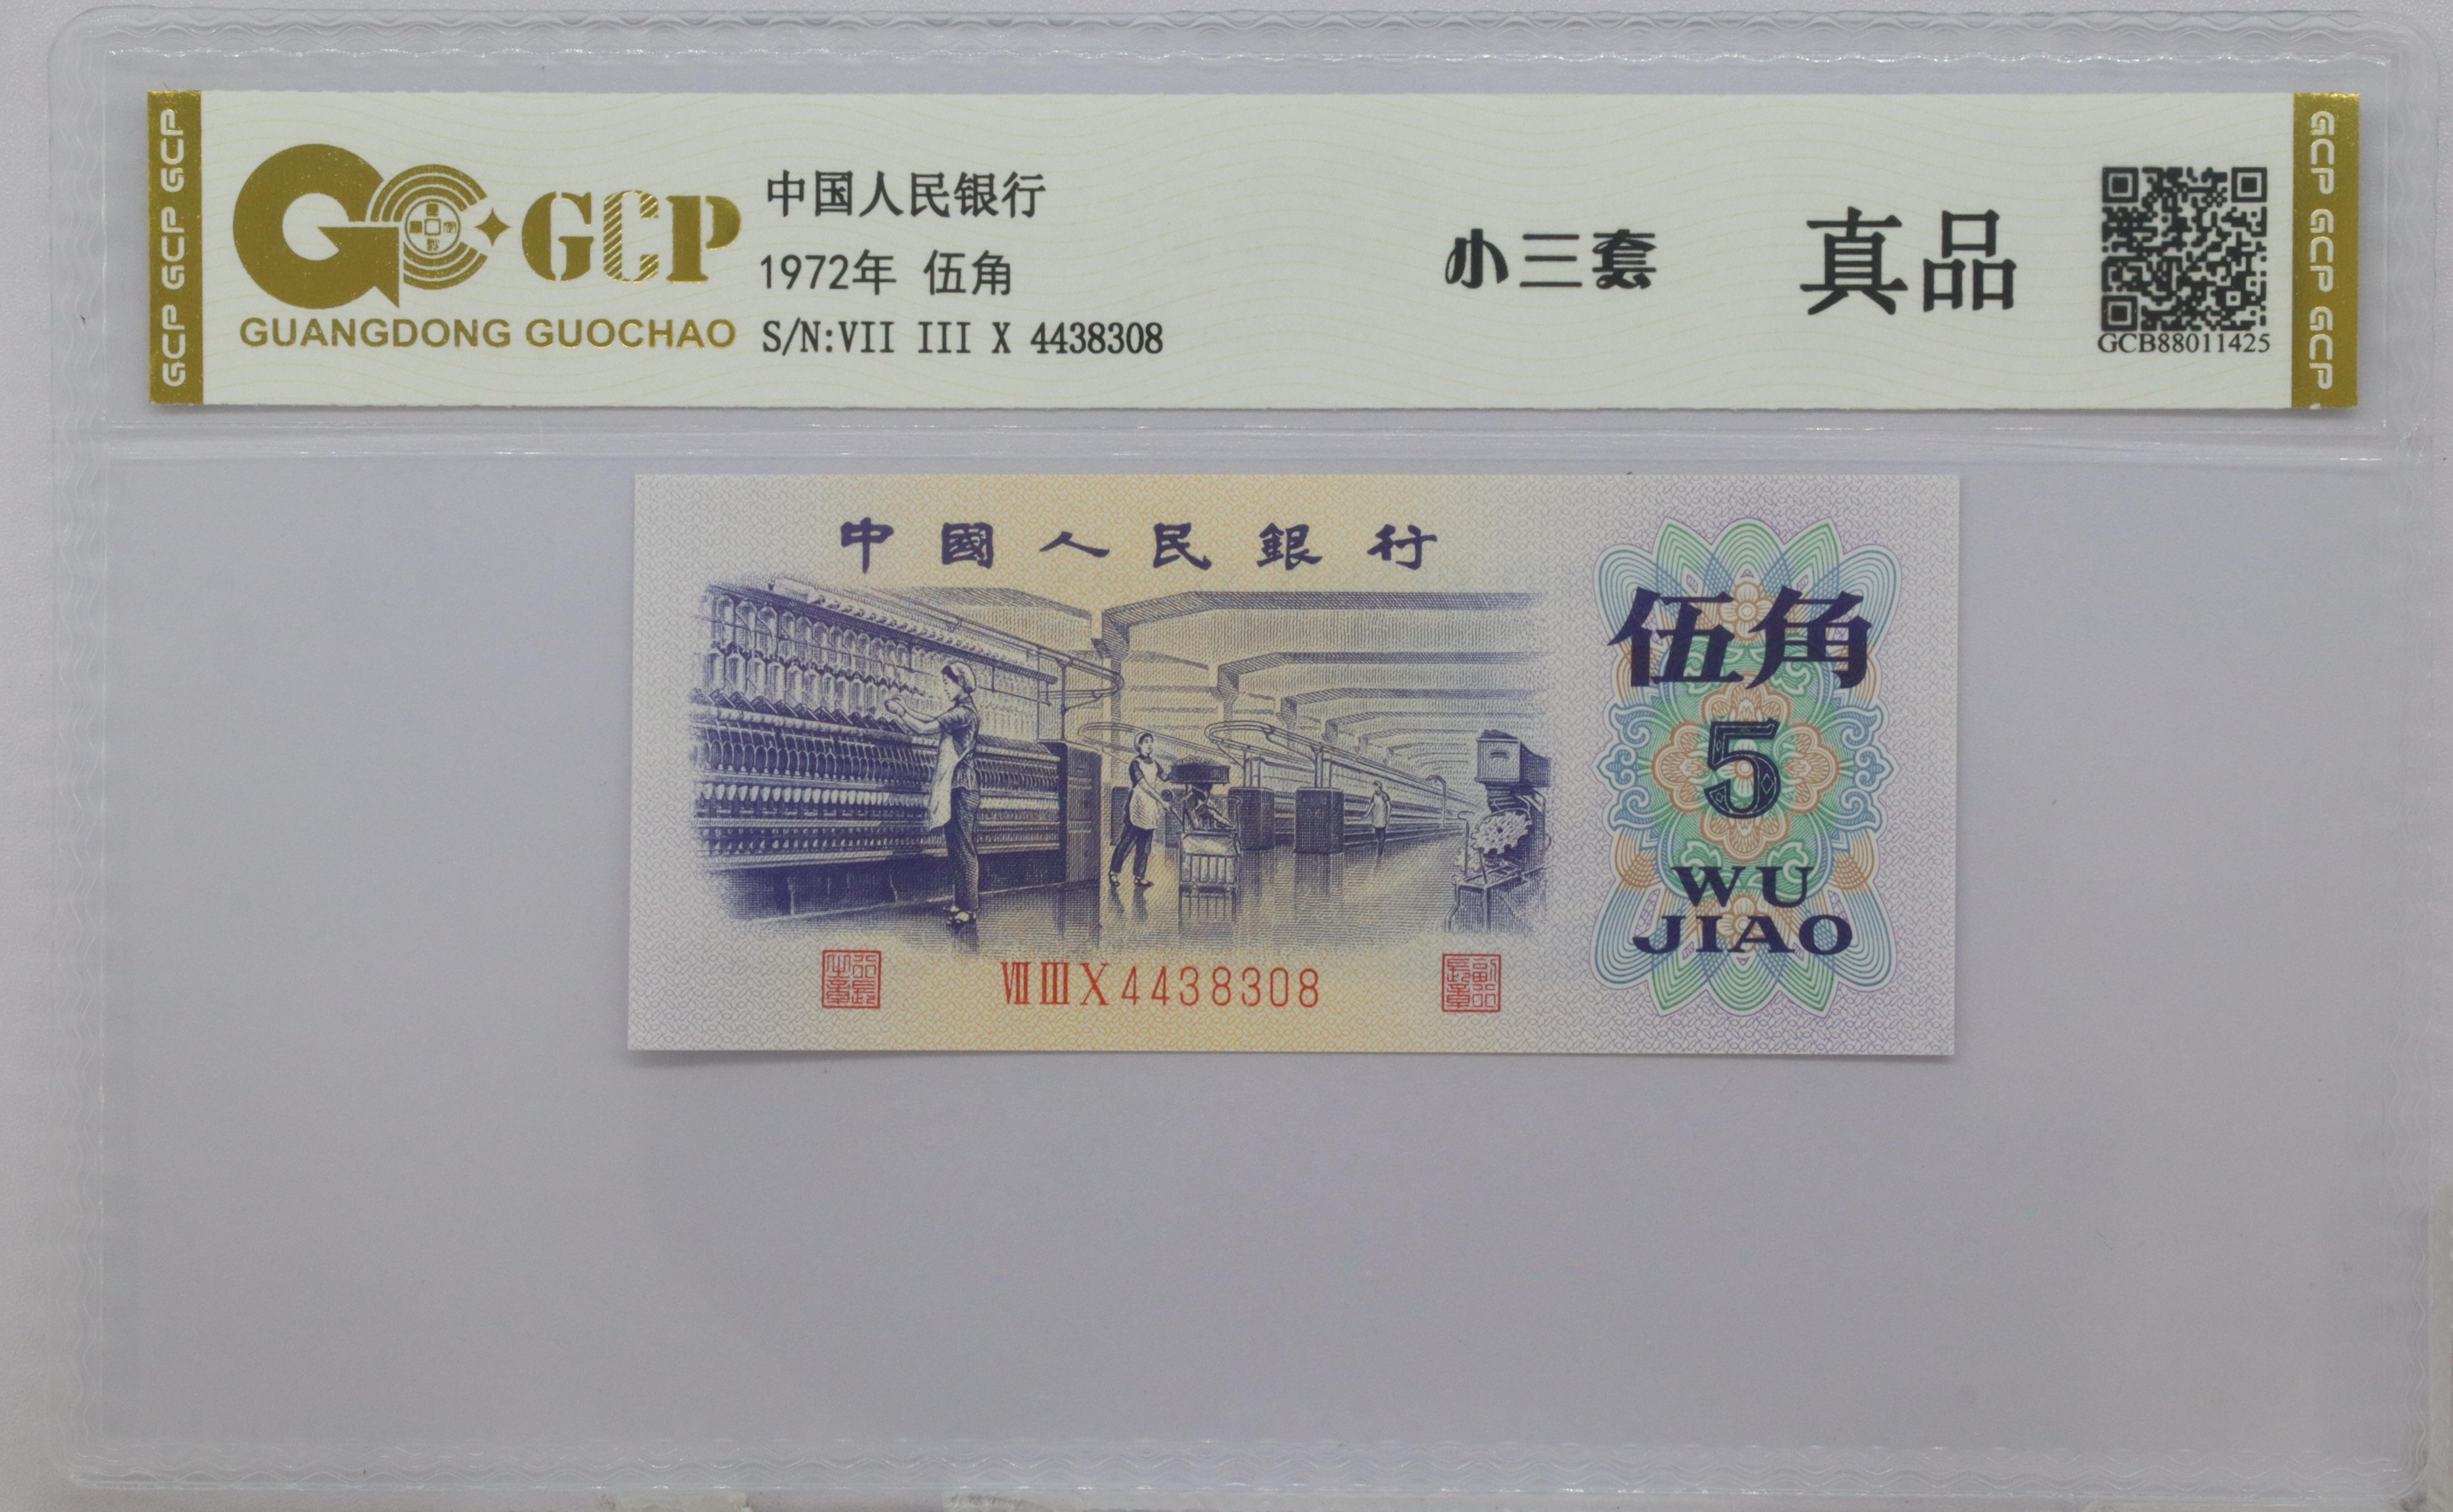 GCP GCP GCP
GCP
GUANGDONG GUOCHAO
中国人民银行
1972年 伍角
S/N:VII III X 4438308
小三套
真品
GCB88011425
GCP GCP GCP
中國人民銀行
伍角
5
WU
JIAO
VII III X 4438308